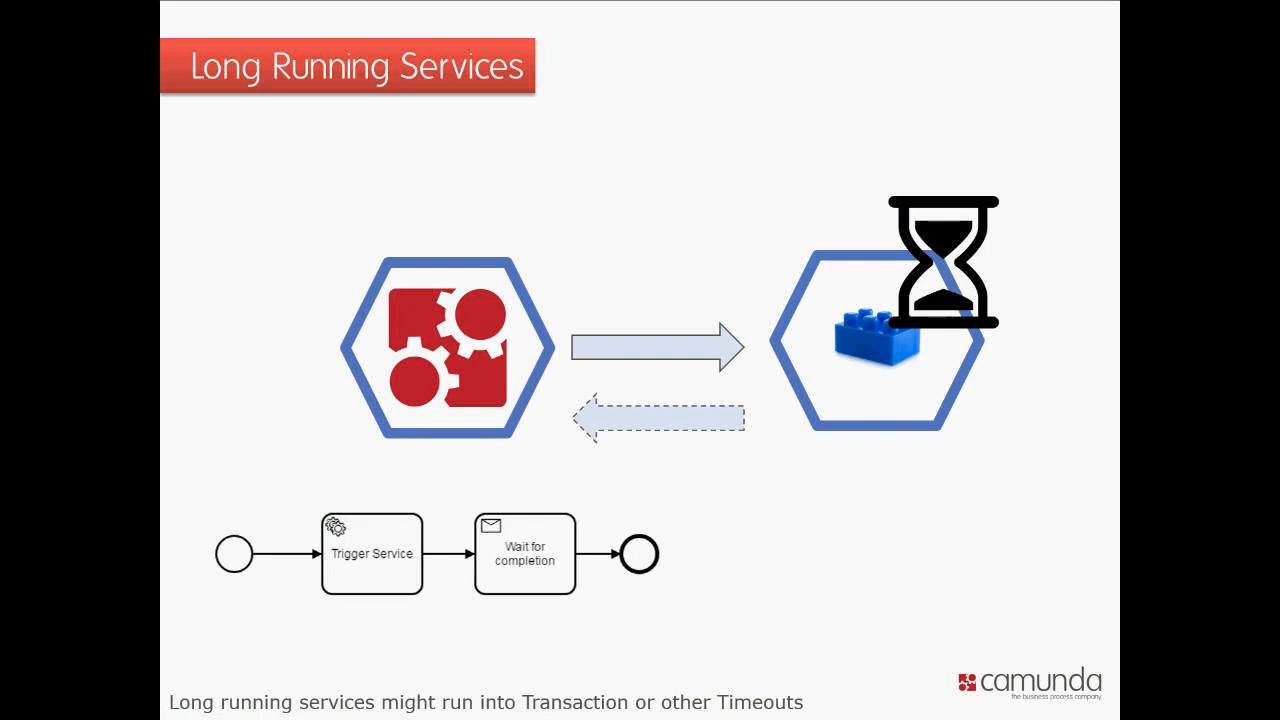 Long Running Services
Trigger Service
Wait for
completion
camunda
the business process company
Long running services might run into Transaction or other Timeouts